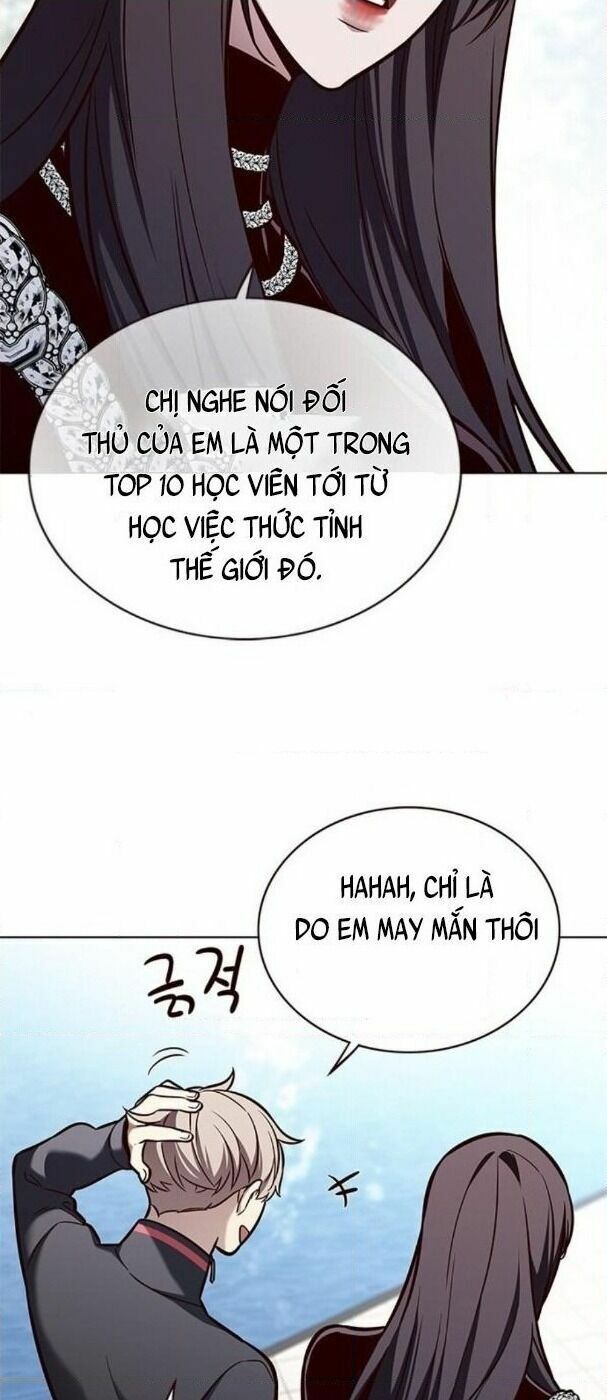 CHỊ NGHE NÓI ĐỐI
THỦ CỦA EM LÀ MỘT TRONG
TOP 10 HỌC VIÊN TỚI TỪ
HỌC VIỆC THỨC TỈNH
THẾ GIỚI ĐÓ.
HAHAH, CHỈ LÀ
DO EM MAY MẮN THÔI
긁적